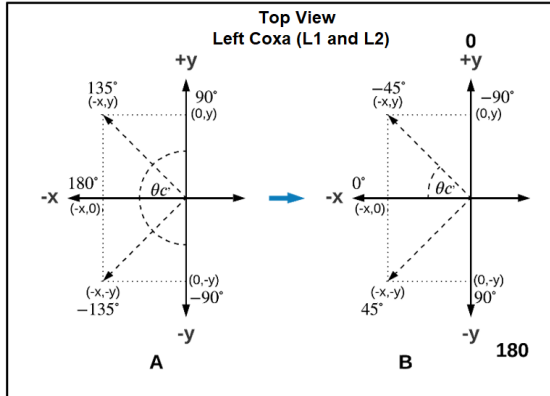 Top View
Left Coxa (L1 and L2)
0
+y
+y
135°
(-x,y)
90°
(0,y)
−45°
(-x,y)
−90°
(0,y)
180°
θc'
0°
θc'
-x
(-x,0)
-x
(-x,0)
(0,-y)
(-x,-y)
−90°
−135°
(0,-y)
(-x,-y)
90°
45°
-y
-y
180
A
B